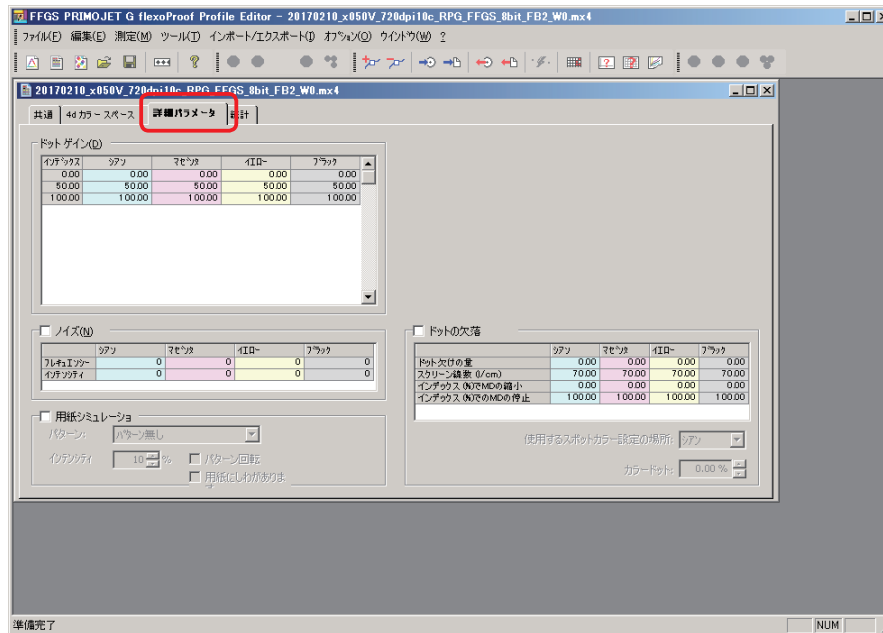 FFGS PRIMOJET G flexoProof Profile Editor - 20170210_x050V_720dpi10c_RPG_FFGS_8bit_FB2_W0.mx4
ファイル(F) 編集(E) 測定(M) ツール(T) インポート/エクスポート(I) オプション(O) ウインドウ(W) ?
20170210_x050V_720dpi10c_RPG_FFGS_8bit_FB2_W0.mx4
共通 4d カラースペース 詳細パラメータ 統計
ドット ゲイン(D)
インデックス シアン マゼンタ イエロー ブラック
0.00 0.00 0.00 0.00 0.00
50.00 50.00 50.00 50.00 50.00
100.00 100.00 100.00 100.00 100.00
ノイズ(N)
シアン マゼンタ イエロー ブラック
フレキュエンシー 0 0 0 0
インテンシティ 0 0 0 0
ドットの欠落
シアン マゼンタ イエロー ブラック
ドット欠けの量 0.00 0.00 0.00 0.00
スクリーン線数 (l/cm) 70.00 70.00 70.00 70.00
インデックス (%)でMDの縮小 0.00 0.00 0.00 0.00
インデックス (%)でのMDの停止 100.00 100.00 100.00 100.00
用紙シミュレーショ
パターン: パターン無し
インテンシティ 10 % パターン回転
用紙にしわがありま
使用するスポットカラー設定の場所: シアン
カラードット: 0.00 %
準備完了 NUM